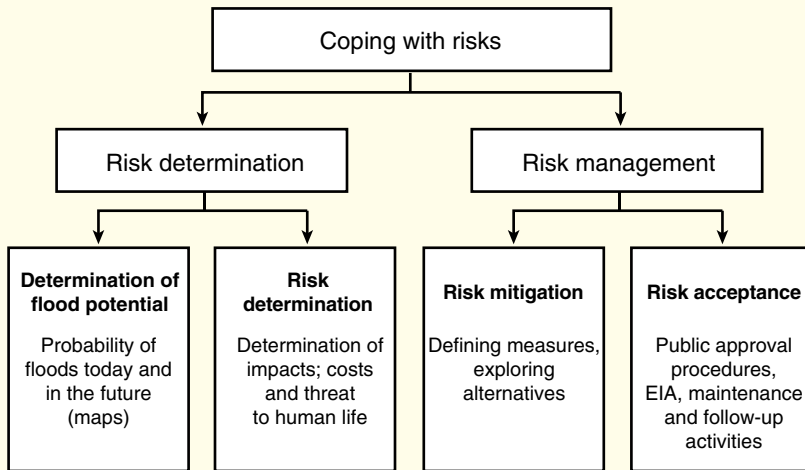 Coping with risks
Risk determination
Risk management
Determination of
flood potential
Probability of
floods today and
in the future
(maps)
Risk
determination
Determination of
impacts; costs
and threat
to human life
Risk mitigation
Defining measures,
exploring
alternatives
Risk acceptance
Public approval
procedures,
EIA, maintenance
and follow-up
activities